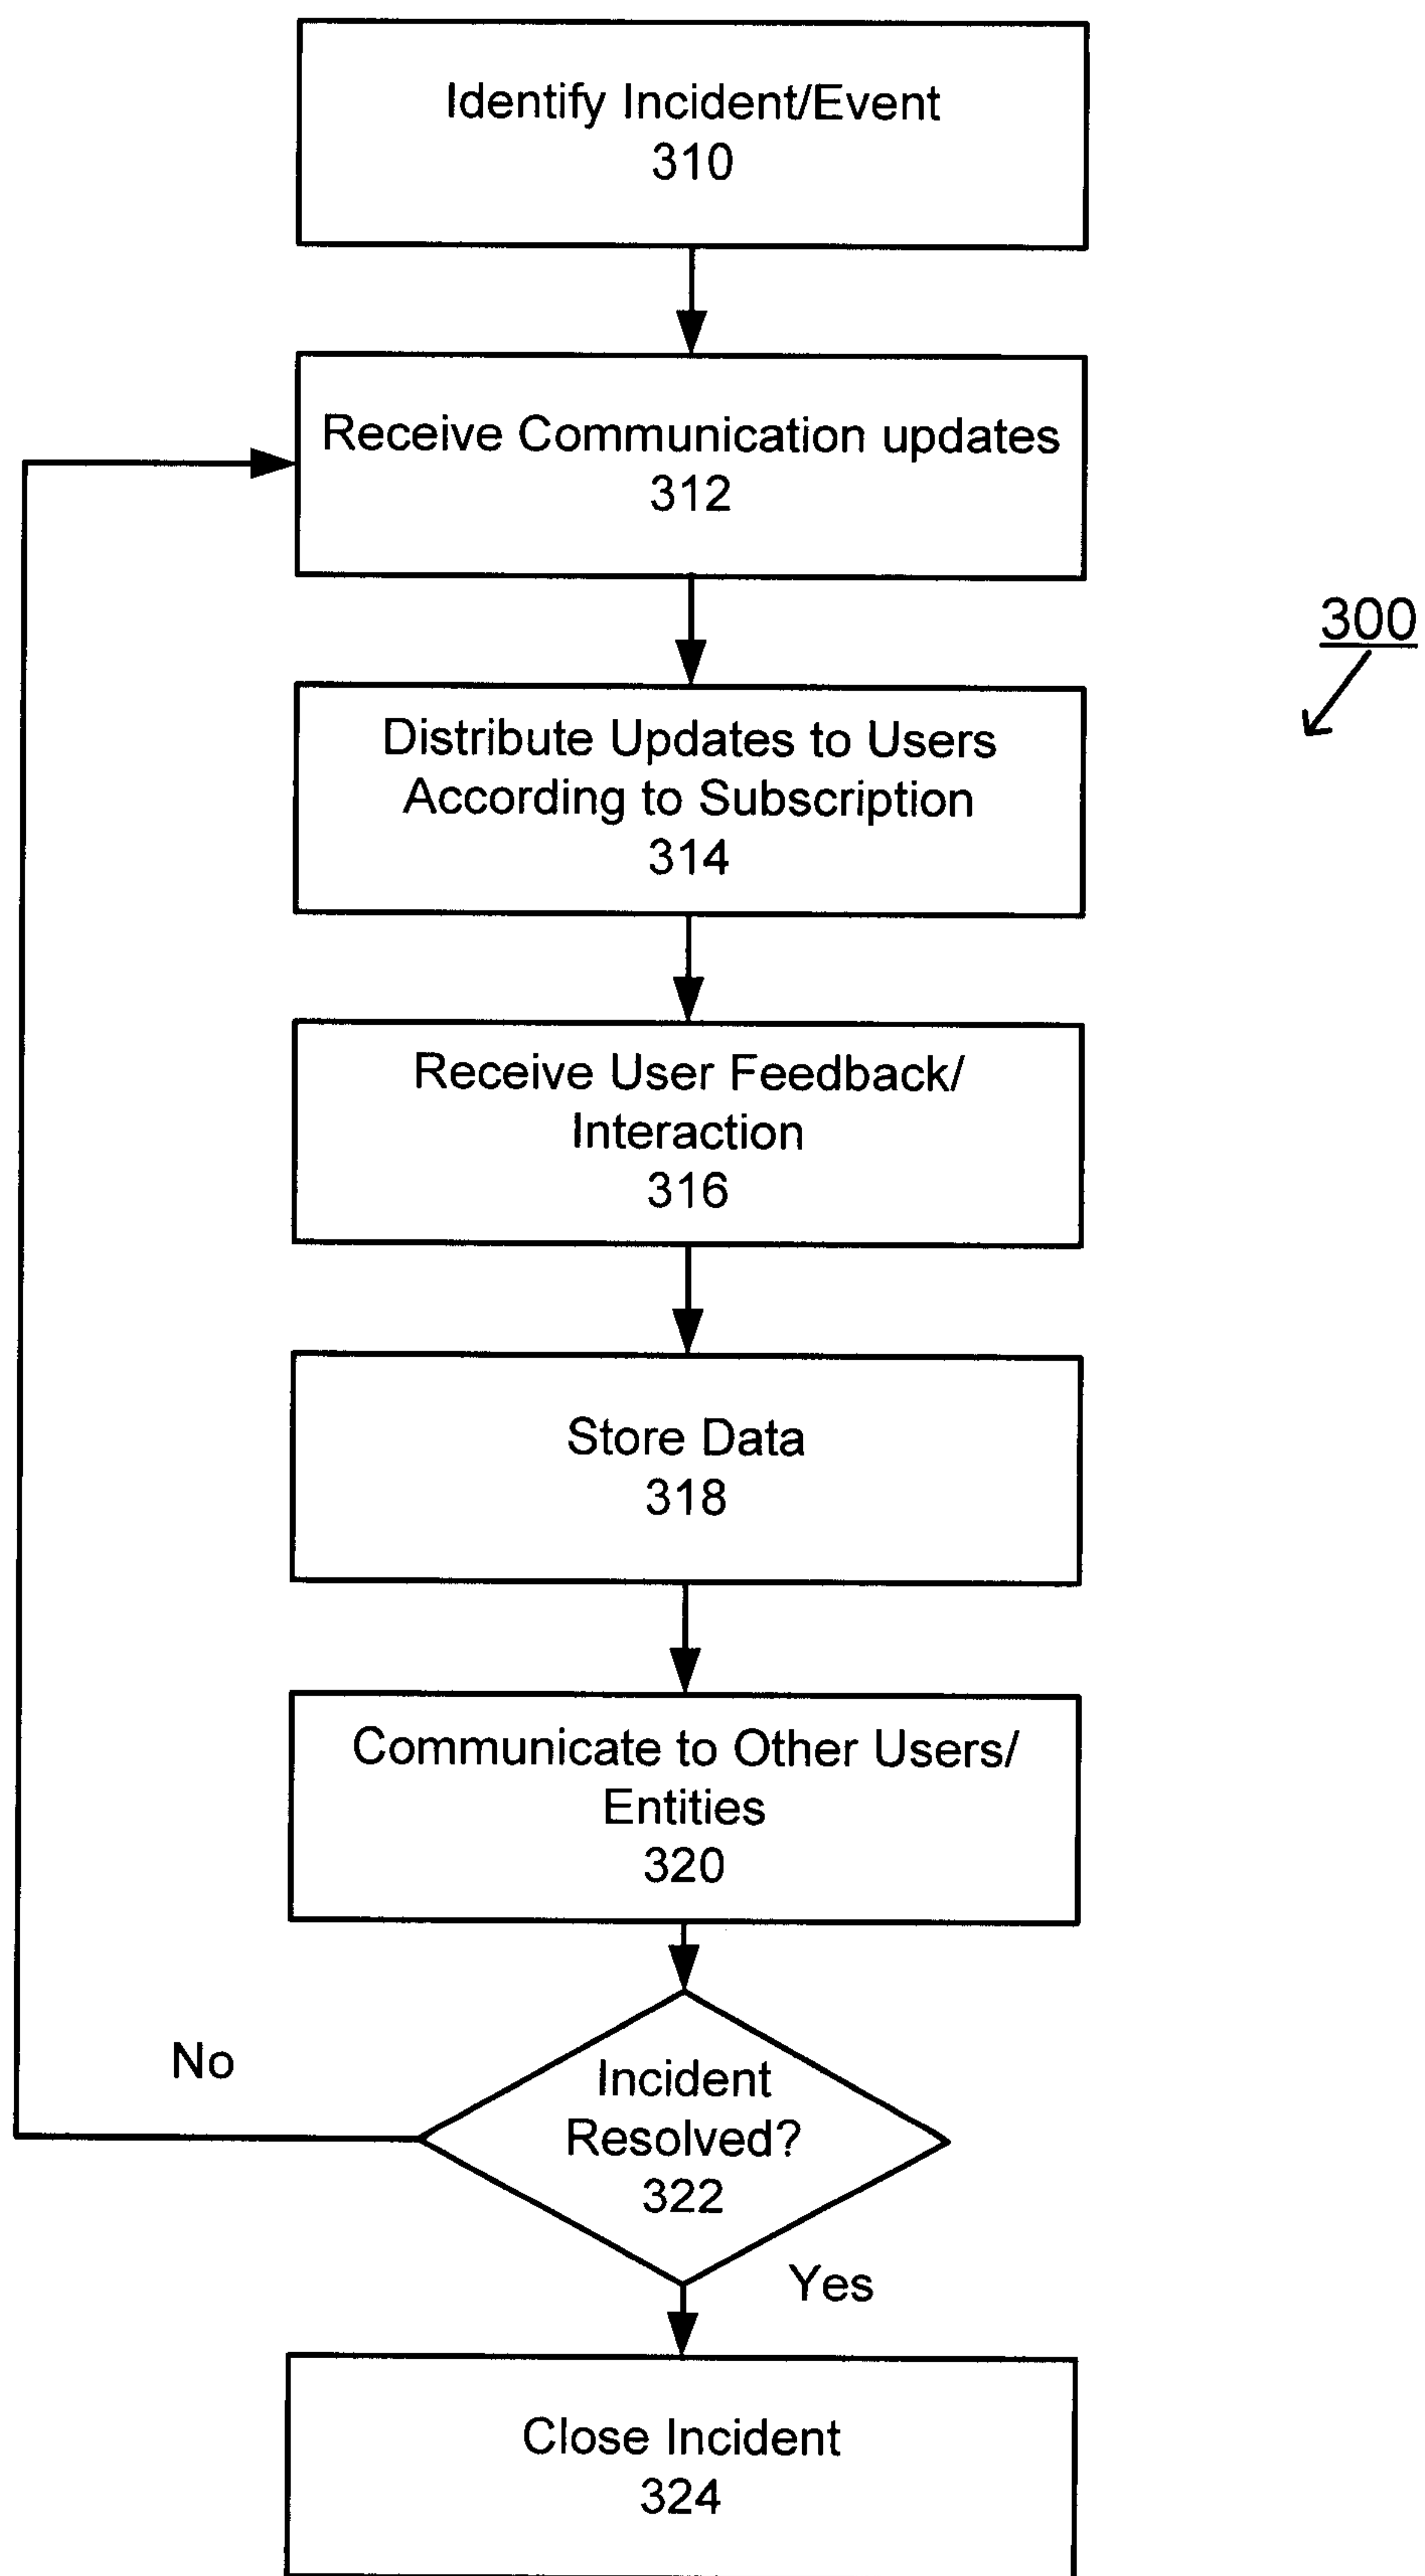 Identify Incident/Event
310
Receive Communication updates
312
300
Distribute Updates to Users
According to Subscription
314
Receive User Feedback/
Interaction
316
Store Data
318
Communicate to Other Users/
Entities
320
No
Incident
Resolved?
322
Yes
Close Incident
324